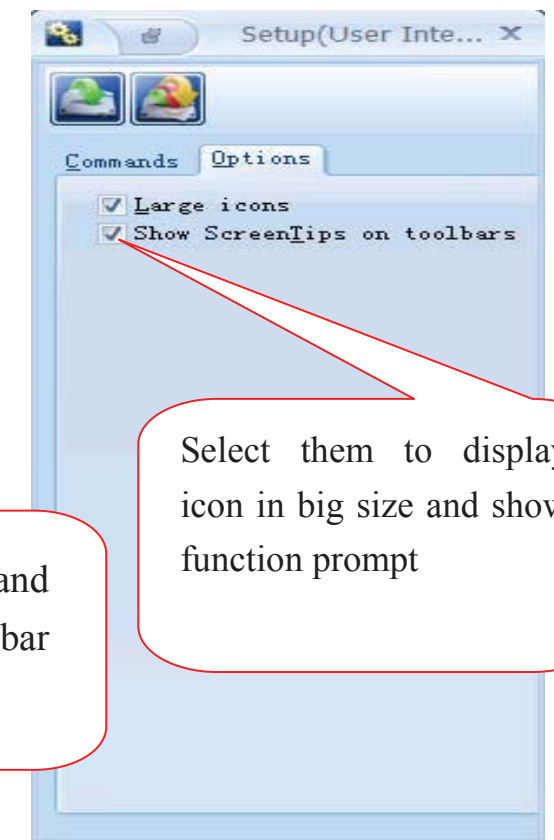 Setup(User Inte...
Commands Options
Large icons
Show ScreenTips on toolbars
Select them to display
icon in big size and show
function prompt
and
bar